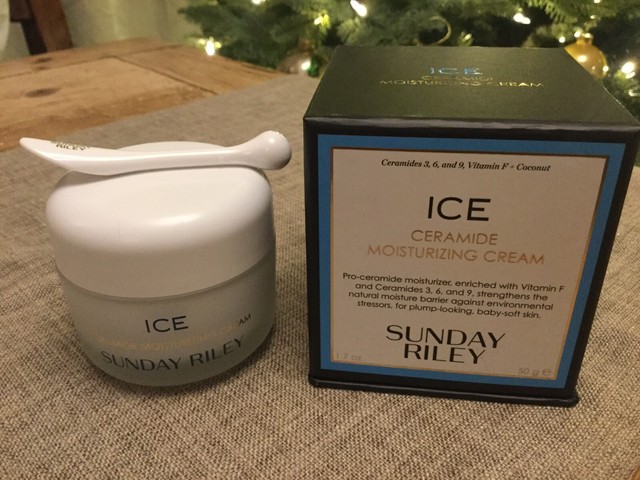 ICE
CERAMIDE
MOISTURIZING CREAM
Ceramides 3, 6, and 9, Vitamin F + Coconut
ICE
CERAMIDE
MOISTURIZING CREAM
Pro-ceramide moisturizer, enriched with Vitamin F
and Ceramides 3, 6, and 9, strengthens the
natural moisture barrier against environmental
stressors, for plump-looking, baby-soft skin.
SUNDAY
RILEY
1.7 oz
50 g ℮
RILEY
ICE
SUNDAY RILEY